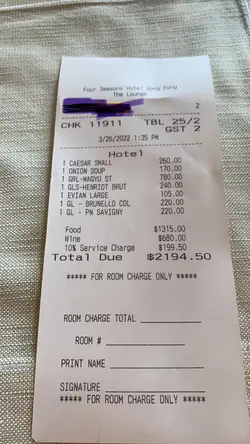 Four Seasons Hotel Hong Kong
The Lounge
2
CHK 11911 TBL 25/2
GST 2
3/26/2022 1:35 PM
Hotel
1 CAESAR SMALL 260.00
1 ONION SOUP 170.00
1 GRL-WAGYU ST 780.00
1 GLS-HENRIOT BRUT 240.00
1 EVIAN LARGE 105.00
1 GL - BRUNELLO COL 220.00
1 GL - PN SAVIGNY 220.00
Food $1315.00
Wine $680.00
10% Service Charge $199.50
Total Due $2194.50
***** FOR ROOM CHARGE ONLY *****
ROOM CHARGE TOTAL
ROOM #
PRINT NAME
SIGNATURE
***** FOR ROOM CHARGE ONLY *****